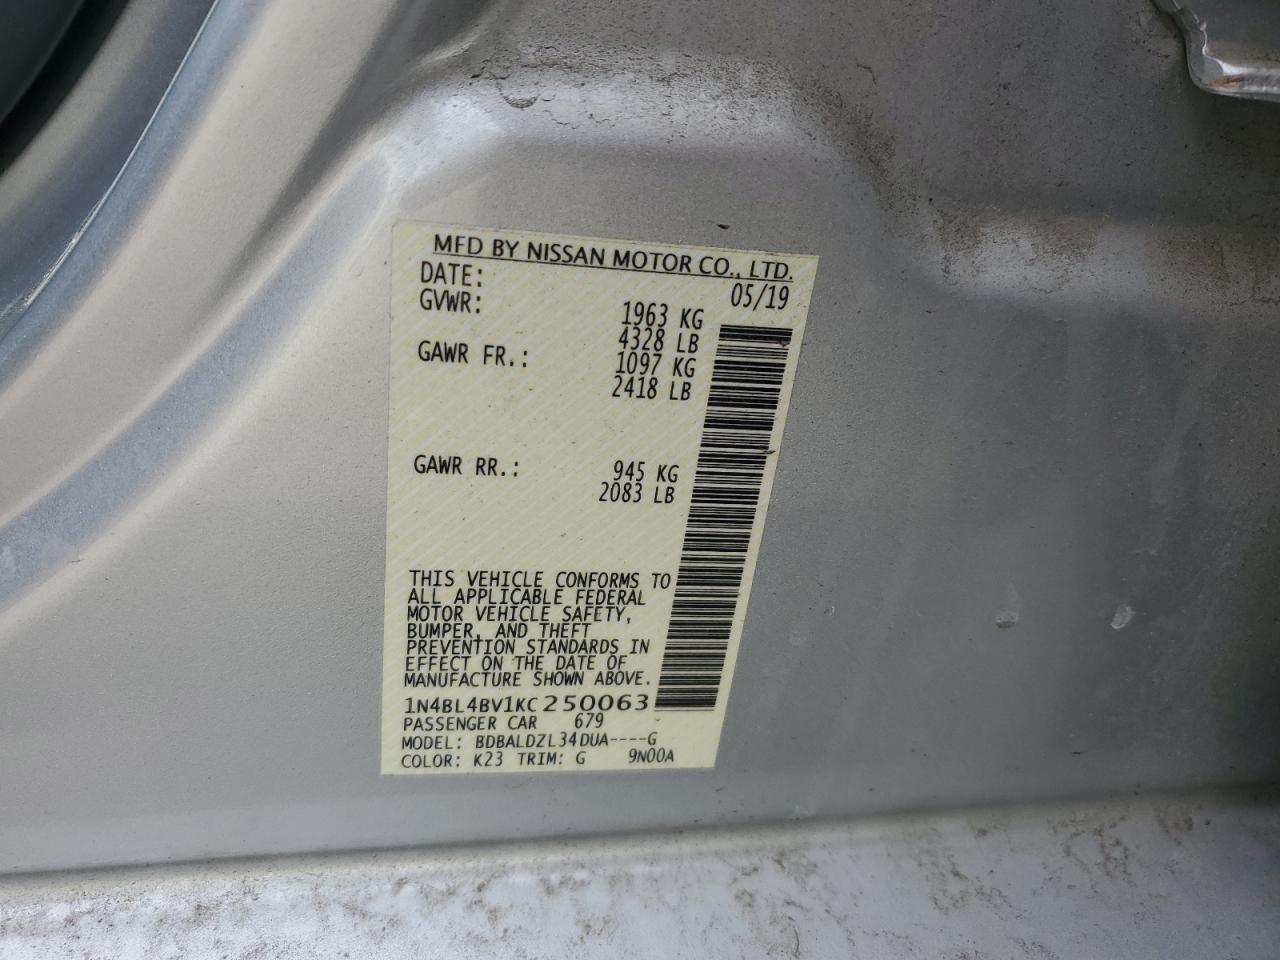 MFD BY NISSAN MOTOR CO., LTD.
DATE: 05/19
GVWR: 1963 KG
4328 LB
GAWR FR.: 1097 KG
2418 LB
GAWR RR.: 945 KG
2083 LB
THIS VEHICLE CONFORMS TO
ALL APPLICABLE FEDERAL
MOTOR VEHICLE SAFETY,
BUMPER, AND THEFT
PREVENTION STANDARDS IN
EFFECT ON THE DATE OF
MANUFACTURE SHOWN ABOVE.
1N4BL4BV1KC250063
PASSENGER CAR 679
MODEL: BDBALDZL34DUA----G
COLOR: K23 TRIM: G 9N00A